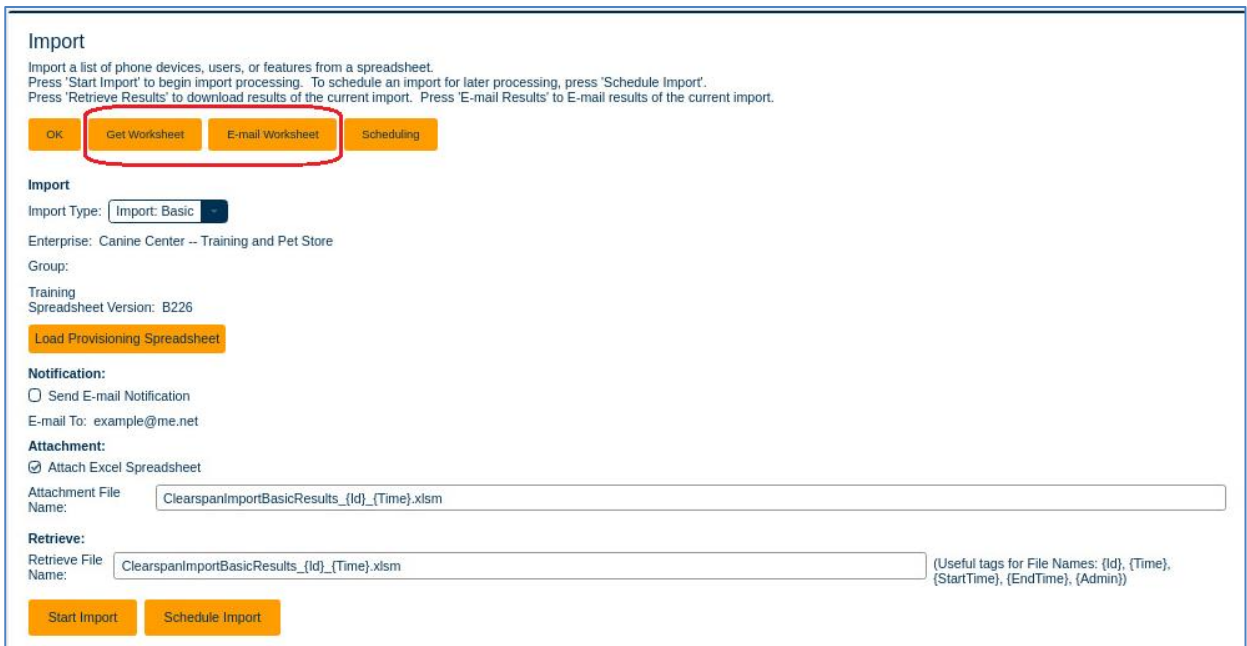 Import
Import a list of phone devices, users, or features from a spreadsheet.
Press 'Start Import' to begin import processing.  To schedule an import for later processing, press 'Schedule Import'.
Press 'Retrieve Results' to download results of the current import.  Press 'E-mail Results' to E-mail results of the current import.
OK Get Worksheet E-mail Worksheet Scheduling
Import
Import Type: Import: Basic
Enterprise: Canine Center -- Training and Pet Store
Group:
Training
Spreadsheet Version: B226
Load Provisioning Spreadsheet
Notification:
Send E-mail Notification
E-mail To: example@me.net
Attachment:
Attach Excel Spreadsheet
Attachment File
Name:
ClearspanImportBasicResults_{Id}_{Time}.xlsm
Retrieve:
Retrieve File
Name:
ClearspanImportBasicResults_{Id}_{Time}.xlsm
(Useful tags for File Names: {Id}, {Time},
{StartTime}, {EndTime}, {Admin})
Start Import Schedule Import